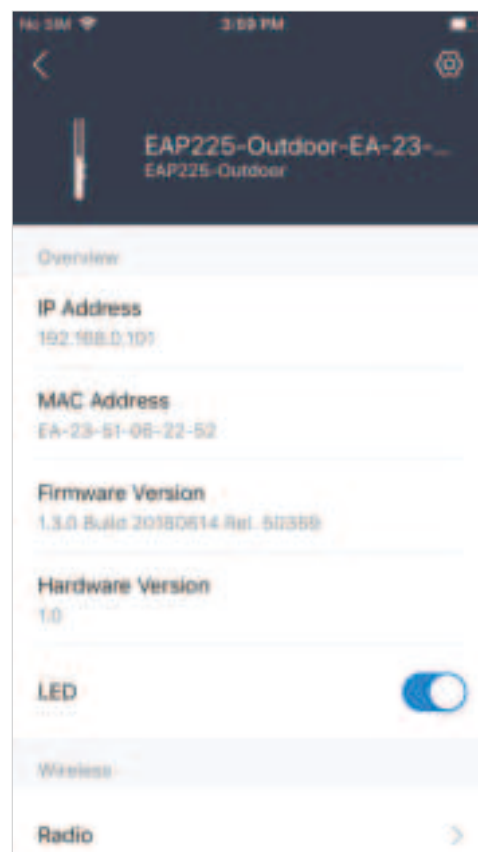 No SIM 3:59 PM
EAP225-Outdoor-EA-23-...
EAP225-Outdoor
Overview
IP Address
192.168.0.101
MAC Address
EA-23-51-06-22-52
Firmware Version
1.3.0 Build 20180614 Rel. 50359
Hardware Version
1.0
LED
Wireless
Radio